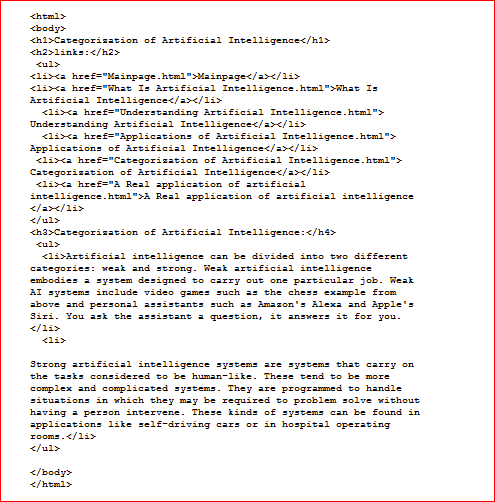 <html>
<body>
<h1>Categorization of Artificial Intelligence</h1>
<h2>links:</h2>
<ul>
<li><a href="Mainpage.html">Mainpage</a></li>
<li><a href="What Is Artificial Intelligence.html">What Is
Artificial Intelligence</a></li>
<li><a href="Understanding Artificial Intelligence.html">
Understanding Artificial Intelligence</a></li>
<li><a href="Applications of Artificial Intelligence.html">
Applications of Artificial Intelligence</a></li>
<li><a href="Categorization of Artificial Intelligence.html">
Categorization of Artificial Intelligence</a></li>
<li><a href="A Real application of artificial
intelligence.html">A Real application of artificial intelligence
</a></li>
</ul>
<h3>Categorization of Artificial Intelligence:</h4>
<ul>
<li>Artificial intelligence can be divided into two different
categories: weak and strong. Weak artificial intelligence
embodies a system designed to carry out one particular job. Weak
AI systems include video games such as the chess example from
above and personal assistants such as Amazon's Alexa and Apple's
Siri. You ask the assistant a question, it answers it for you.
</li>
<li>
Strong artificial intelligence systems are systems that carry on
the tasks considered to be human-like. These tend to be more
complex and complicated systems. They are programmed to handle
situations in which they may be required to problem solve without
having a person intervene. These kinds of systems can be found in
applications like self-driving cars or in hospital operating
rooms.</li>
</ul>
</body>
</html>